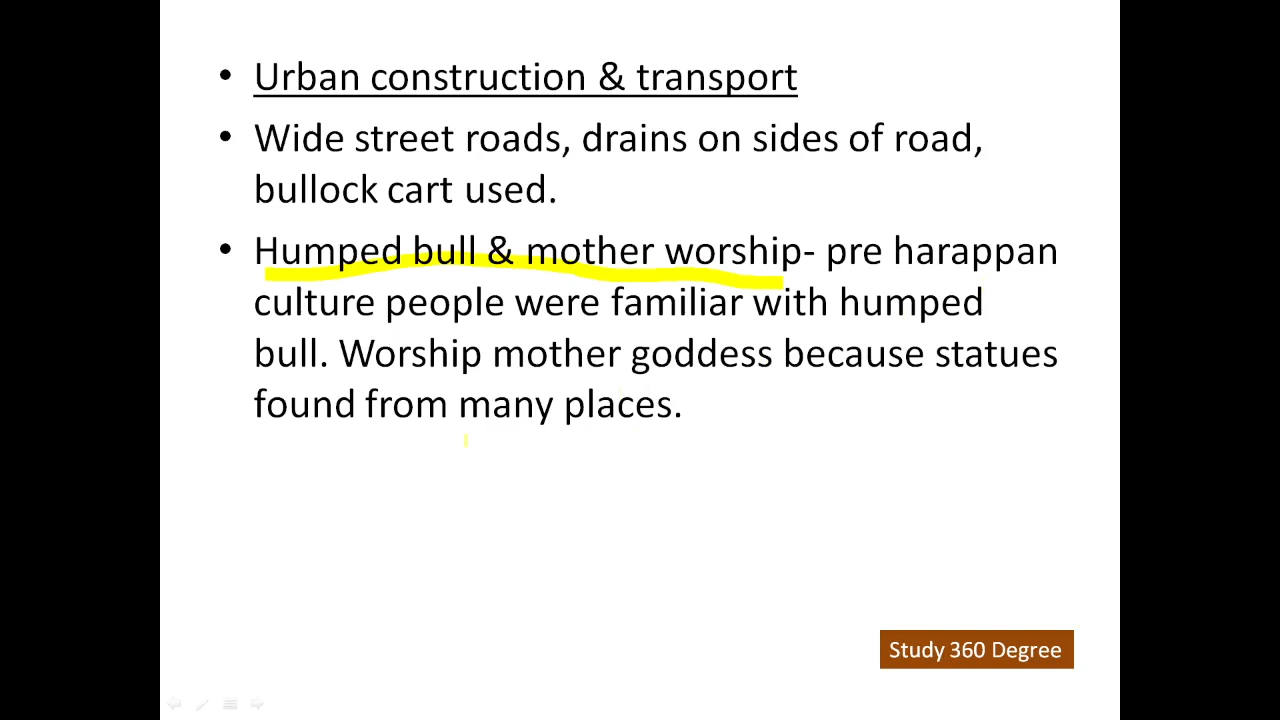 • Urban construction & transport
• Wide street roads, drains on sides of road,
bullock cart used.
• Humped bull & mother worship- pre harappan
culture people were familiar with humped
bull. Worship mother goddess because statues
found from many places.
Study 360 Degree